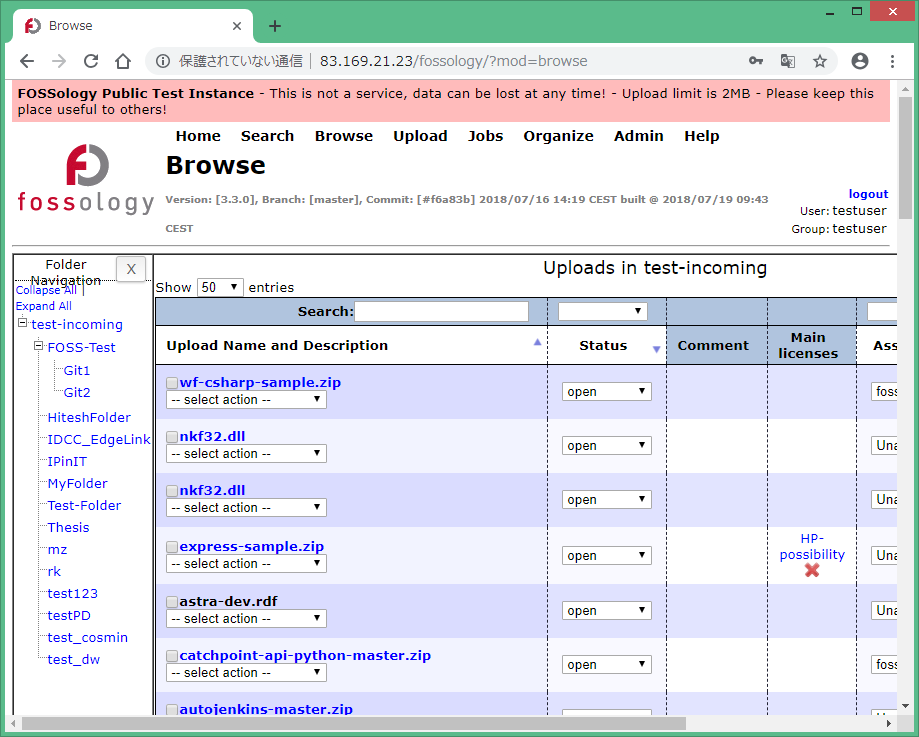 Browse
保護されていない通信 83.169.21.23/fossology/?mod=browse
FOSSology Public Test Instance - This is not a service, data can be lost at any time! - Upload limit is 2MB - Please keep this
place useful to others!
Home Search Browse Upload Jobs Organize Admin Help
fossology
Browse
Version: [3.3.0], Branch: [master], Commit: [#f6a83b] 2018/07/16 14:19 CEST built @ 2018/07/19 09:43
CEST
logout
User: testuser
Group: testuser
Folder
Navigation
X
Collapse All |
Expand All
test-incoming
FOSS-Test
Git1
Git2
HiteshFolder
IDCC_EdgeLink
IPinIT
MyFolder
Test-Folder
Thesis
mz
rk
test123
testPD
test_cosmin
test_dw
Uploads in test-incoming
Show 50 entries
Search:
Upload Name and Description Status Comment Main licenses Ass
wf-csharp-sample.zip
-- select action -- open foss
nkf32.dll
-- select action -- open Una
nkf32.dll
-- select action -- open Una
express-sample.zip
-- select action -- open HP-possibility Una
astra-dev.rdf
-- select action -- open Una
catchpoint-api-python-master.zip
-- select action -- open foss
autojenkins-master.zip